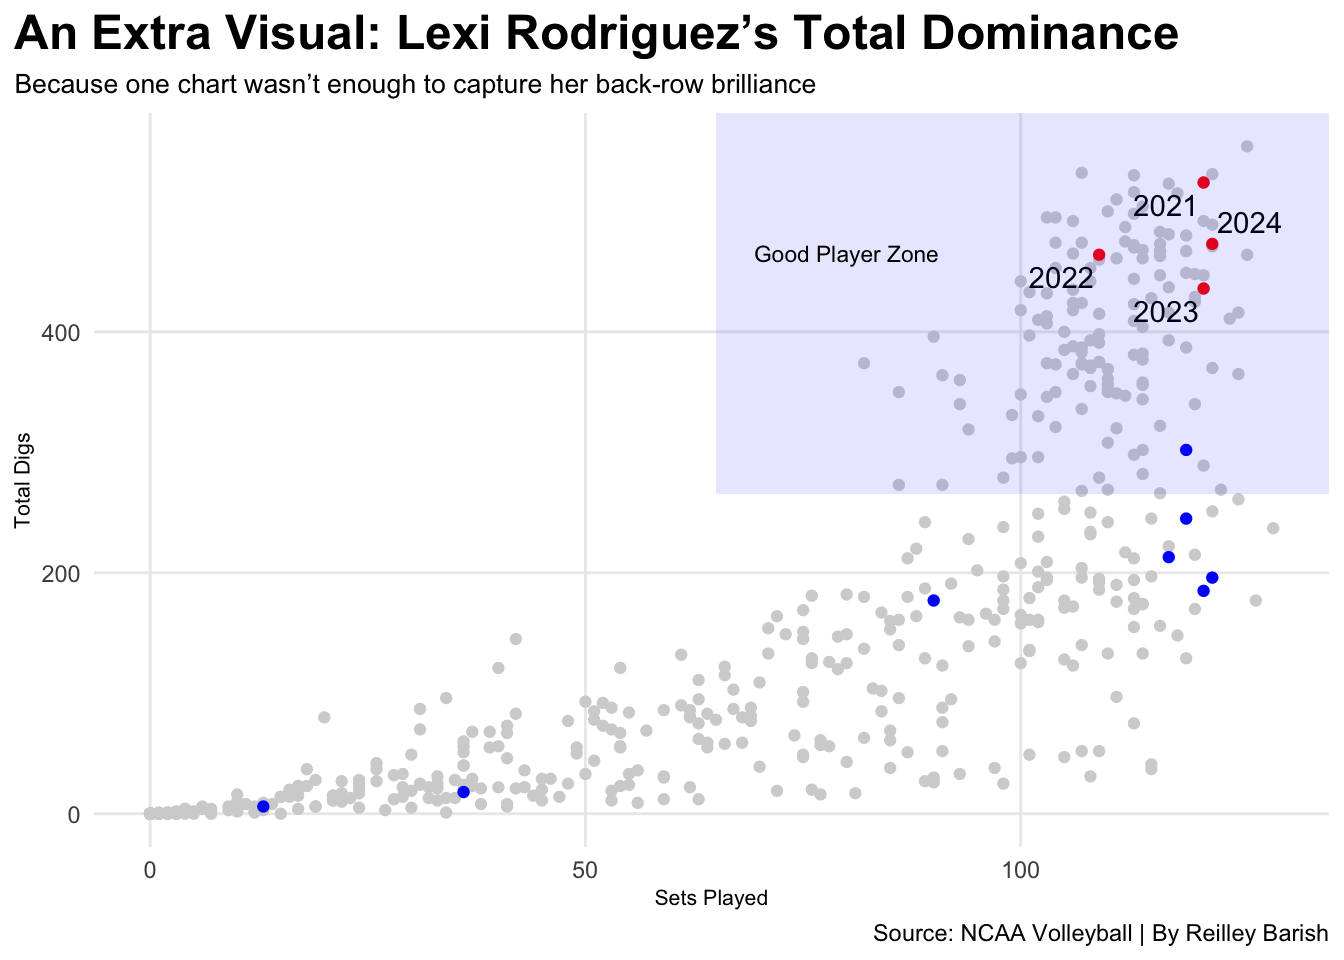 An Extra Visual: Lexi Rodriguez’s Total Dominance
Because one chart wasn’t enough to capture her back-row brilliance
2021
2024
Good Player Zone
2022
2023
400
Total Digs
200
0
0 50 100
Sets Played
Source: NCAA Volleyball | By Reilley Barish